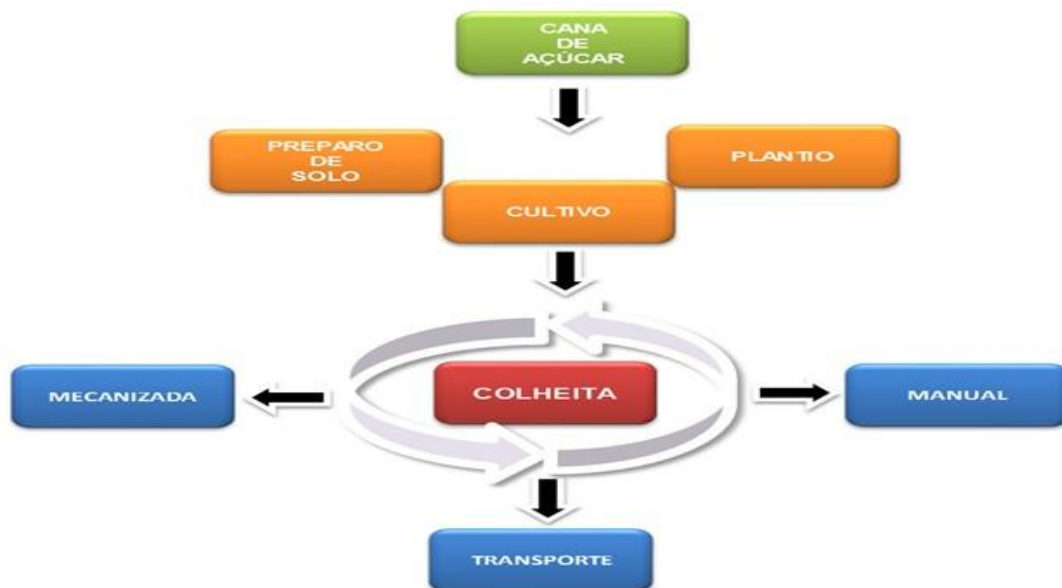 CANA
DE
AÇÚCAR
PREPARO
DE
SOLO
PLANTIO
CULTIVO
MECANIZADA
COLHEITA
MANUAL
TRANSPORTE